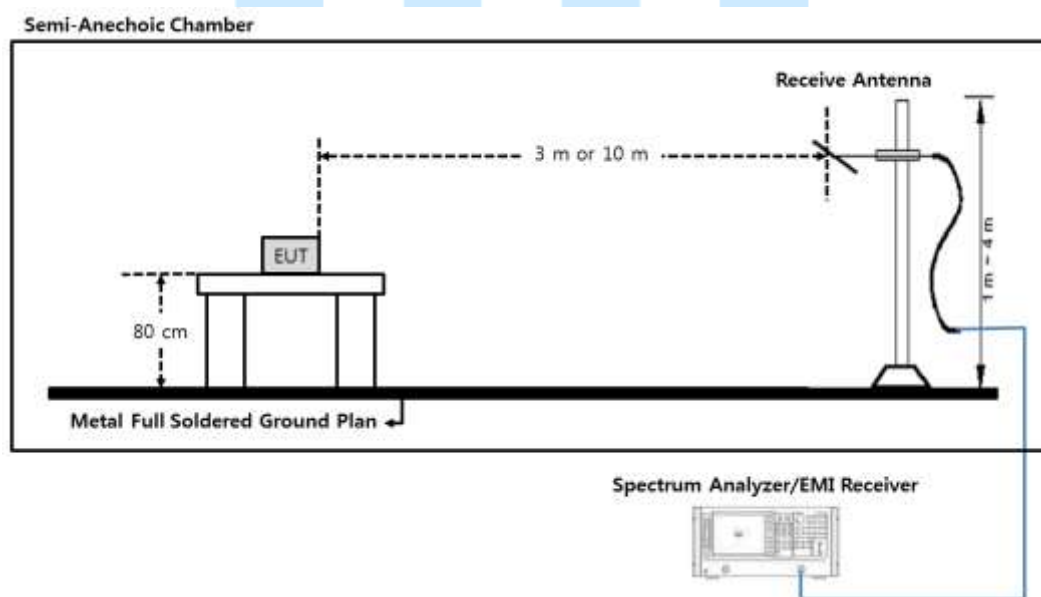 Semi-Anechoic Chamber
Receive Antenna
3 m or 10 m
EUT
1 m ~ 4 m
80 cm
Metal Full Soldered Ground Plan
Spectrum Analyzer/EMI Receiver